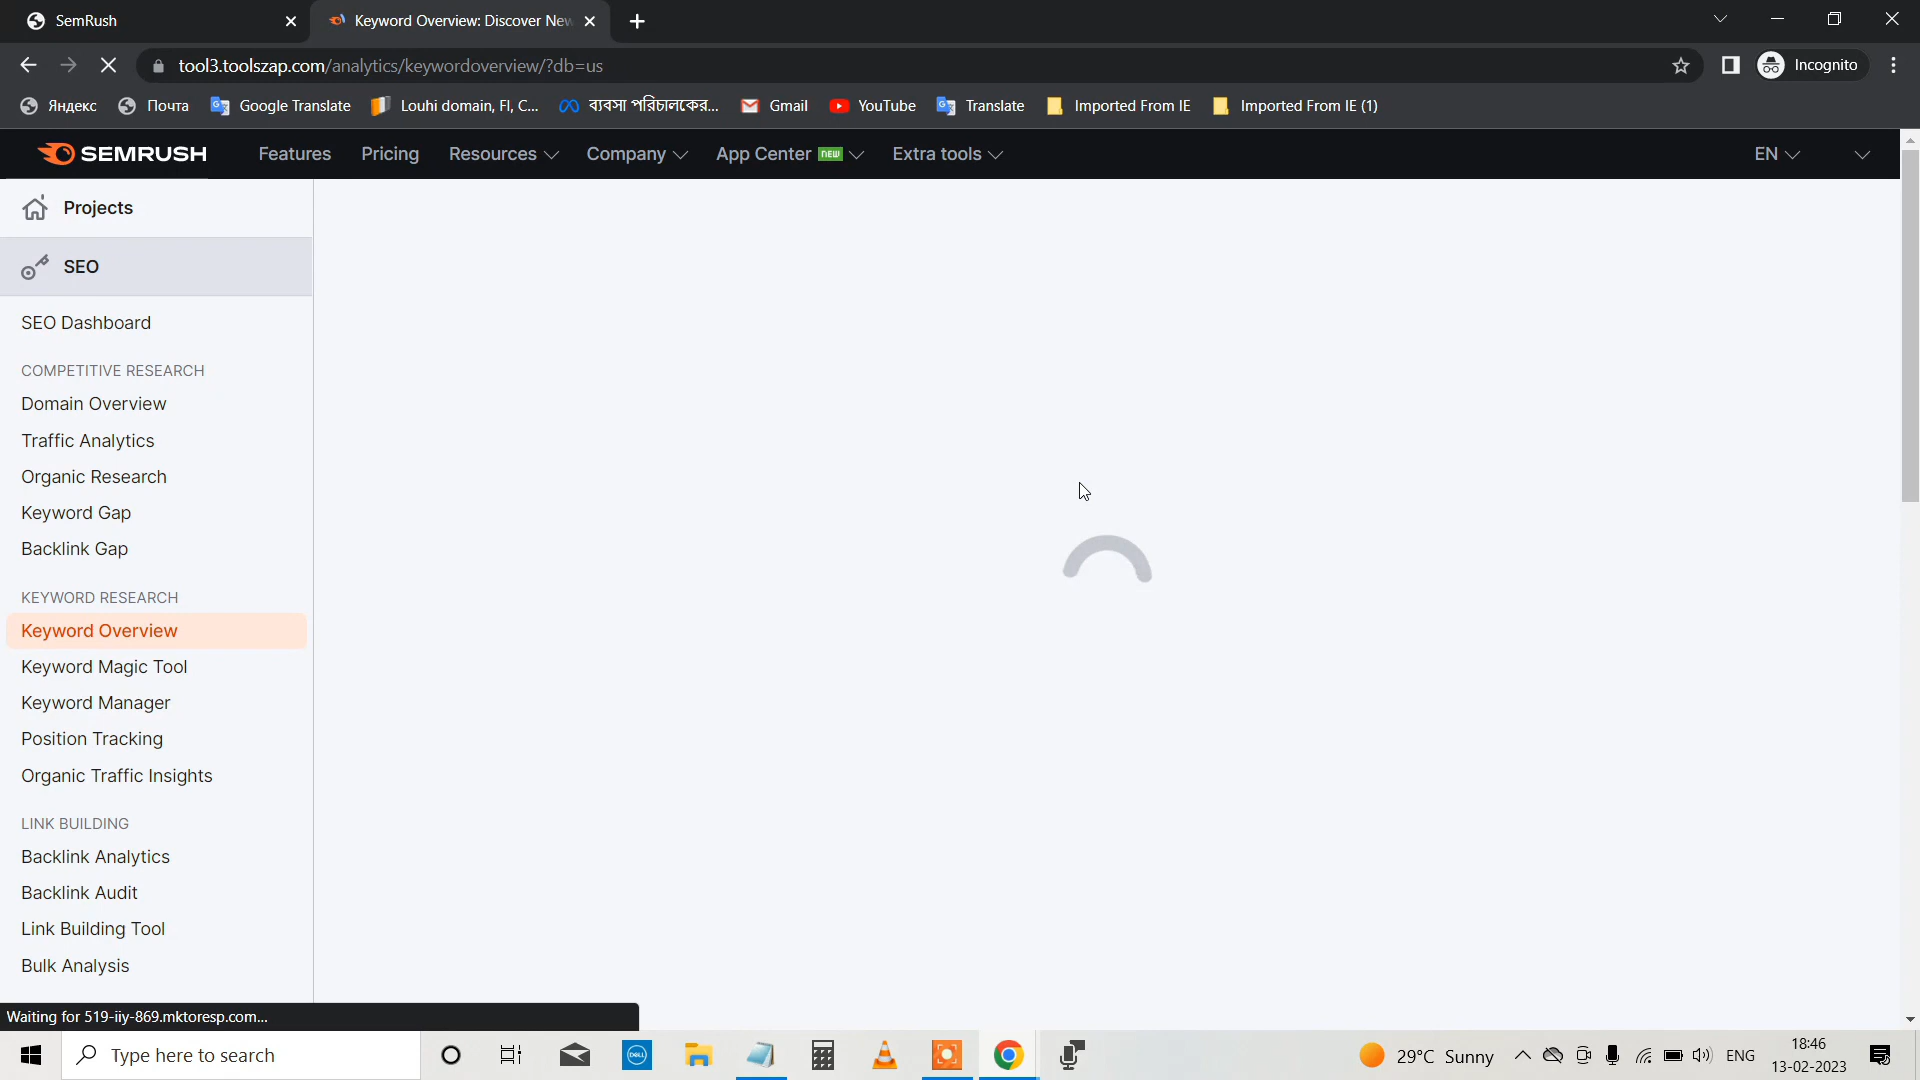 SemRush
Keyword Overview: Discover New
tool3.toolszap.com/analytics/keywordoverview/?db=us
Incognito
Яндекс
Почта
Google Translate
Louhi domain, Fl, C...
ব্যবসা পরিচালকের...
Gmail
YouTube
Translate
Imported From IE
Imported From IE (1)
SEMRUSH
Features
Pricing
Resources
Company
App Center NEW
Extra tools
EN
Projects
SEO
SEO Dashboard
COMPETITIVE RESEARCH
Domain Overview
Traffic Analytics
Organic Research
Keyword Gap
Backlink Gap
KEYWORD RESEARCH
Keyword Overview
Keyword Magic Tool
Keyword Manager
Position Tracking
Organic Traffic Insights
LINK BUILDING
Backlink Analytics
Backlink Audit
Link Building Tool
Bulk Analysis
Waiting for 519-iiy-869.mktoresp.com...
Type here to search
DELL
29°C Sunny
ENG
18:46
13-02-2023